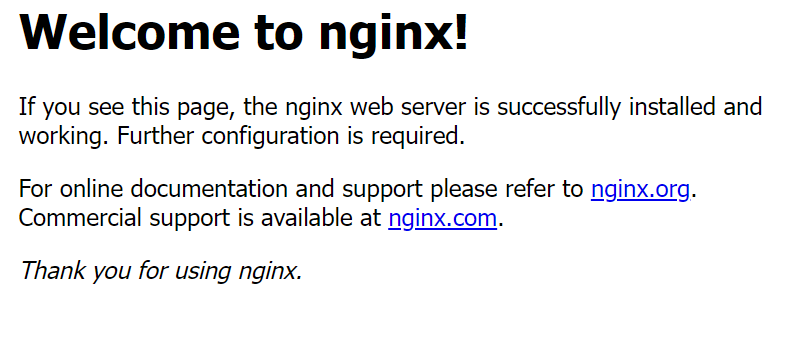 Welcome to nginx!
If you see this page, the nginx web server is successfully installed and
working. Further configuration is required.
For online documentation and support please refer to nginx.org.
Commercial support is available at nginx.com.
Thank you for using nginx.